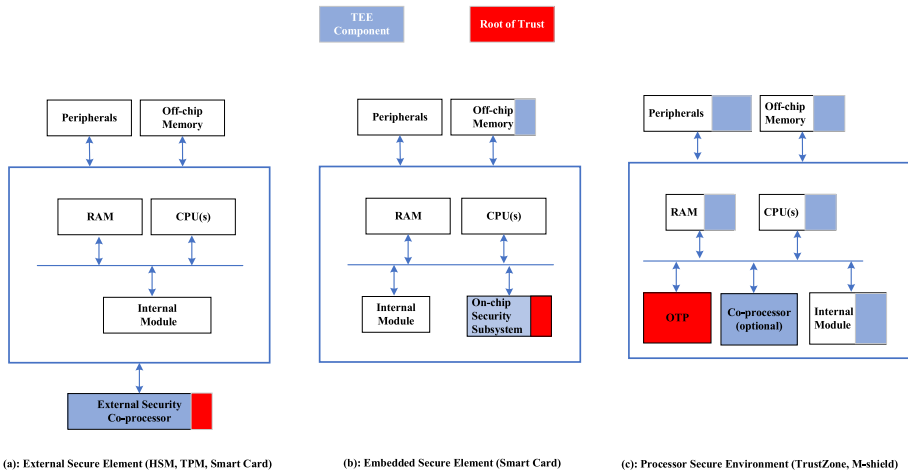 TEE
Component
Root of Trust
Peripherals
Off-chip
Memory
RAM
CPU(s)
Internal
Module
External Security
Co-processor
(a): External Secure Element (HSM, TPM, Smart Card)
Peripherals
Off-chip
Memory
RAM
CPU(s)
Internal
Module
On-chip
Security
Subsystem
(b): Embedded Secure Element (Smart Card)
Peripherals
Off-chip
Memory
RAM
CPU(s)
OTP
Co-processor
(optional)
Internal
Module
(c): Processor Secure Environment (TrustZone, M-shield)